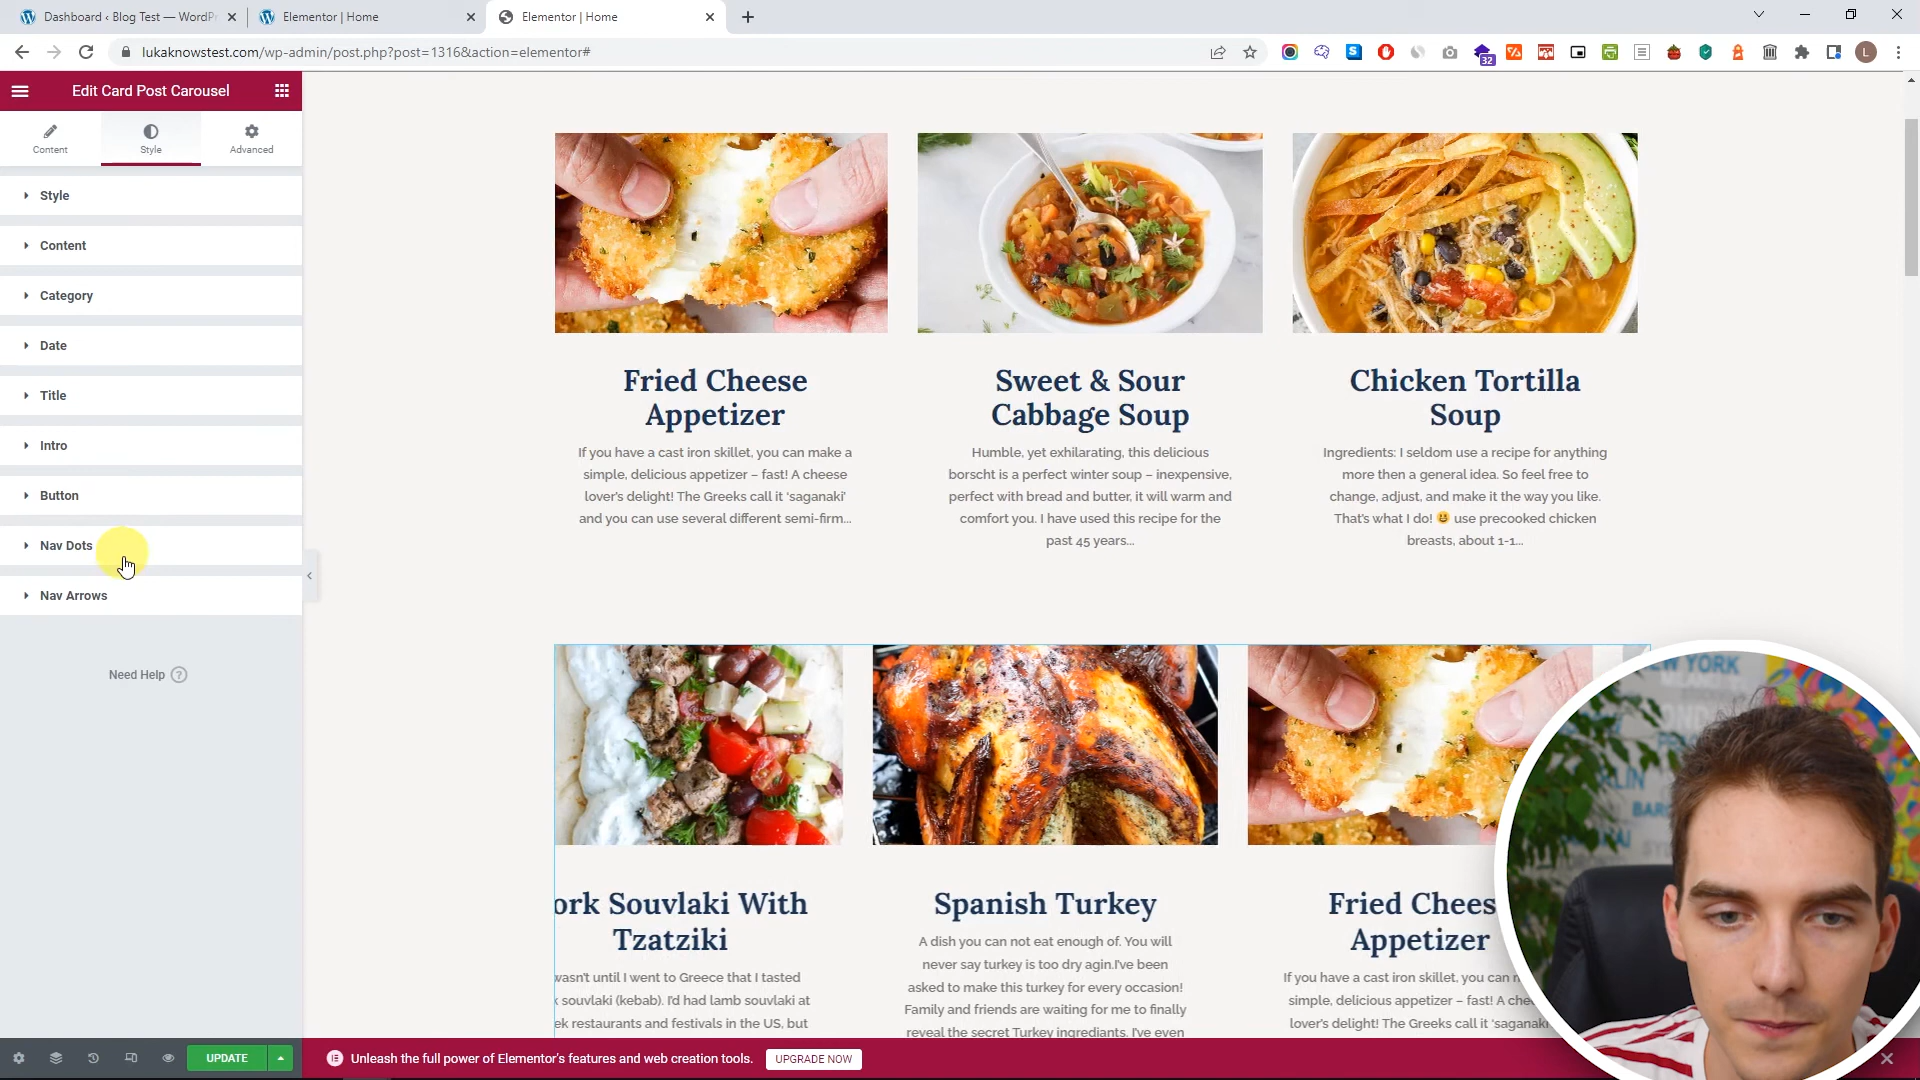 Dashboard ‹ Blog Test — WordPr
Elementor | Home
Elementor | Home
lukaknowstest.com/wp-admin/post.php?post=1316&action=elementor#
32
L
Edit Card Post Carousel
Content
Style
Advanced
Style
Content
Category
Date
Title
Intro
Button
Nav Dots
Nav Arrows
Need Help ?
UPDATE
Fried Cheese
Appetizer
If you have a cast iron skillet, you can make a
simple, delicious appetizer – fast! A cheese
lover's delight! The Greeks call it 'saganaki'
and you can use several different semi-firm...
Sweet & Sour
Cabbage Soup
Humble, yet exhilarating, this delicious
borscht is a perfect winter soup – inexpensive,
perfect with bread and butter, it will warm and
comfort you. I have used this recipe for the
past 45 years...
Chicken Tortilla
Soup
Ingredients: I seldom use a recipe for anything
more then a general idea. So feel free to
change, adjust, and make it the way you like.
That's what I do! 😃 use precooked chicken
breasts, about 1-1...
ork Souvlaki With
Tzatziki
wasn't until I went to Greece that I tasted
souvlaki (kebab). I'd had lamb souvlaki at
ek restaurants and festivals in the US, but
Spanish Turkey
A dish you can not eat enough of. You will
never say turkey is too dry agin.I've been
asked to make this turkey for every occasion!
Family and friends are waiting for me to finally
reveal the secret Turkey ingrediants. I've even
Fried Chees
Appetizer
If you have a cast iron skillet, you can
simple, delicious appetizer – fast! A chee
lover's delight! The Greeks call it 'saganaki
NEW YORK
Unleash the full power of Elementor's features and web creation tools.
UPGRADE NOW